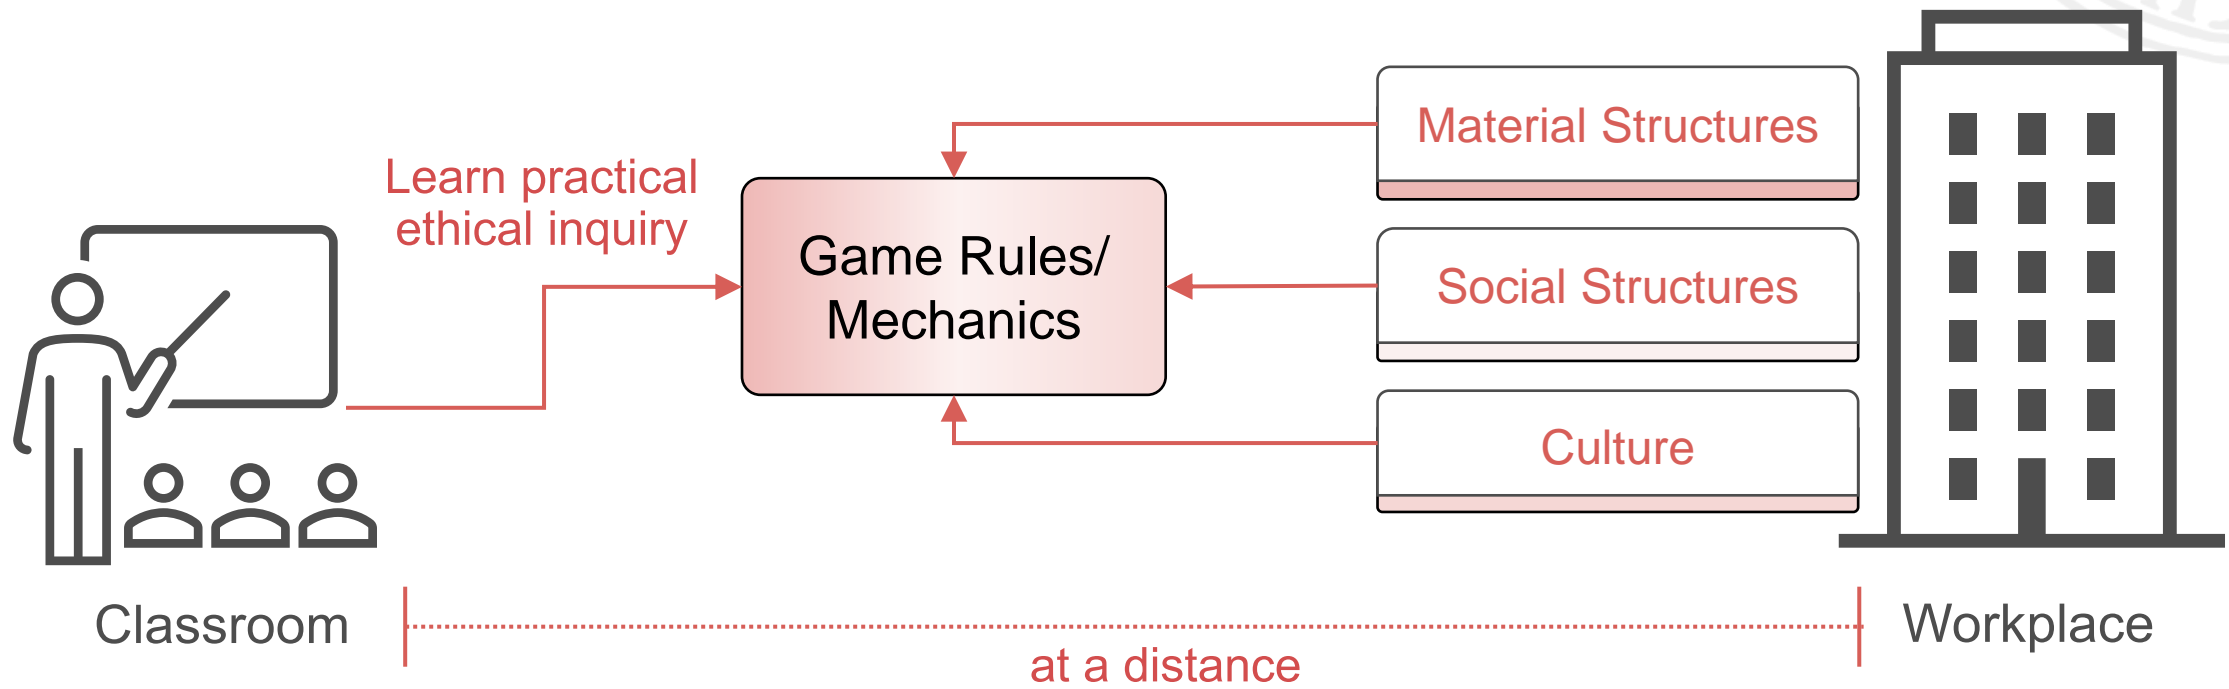 Learn practical
ethical inquiry
Game Rules/
Mechanics
Material Structures
Social Structures
Culture
Classroom
at a distance
Workplace